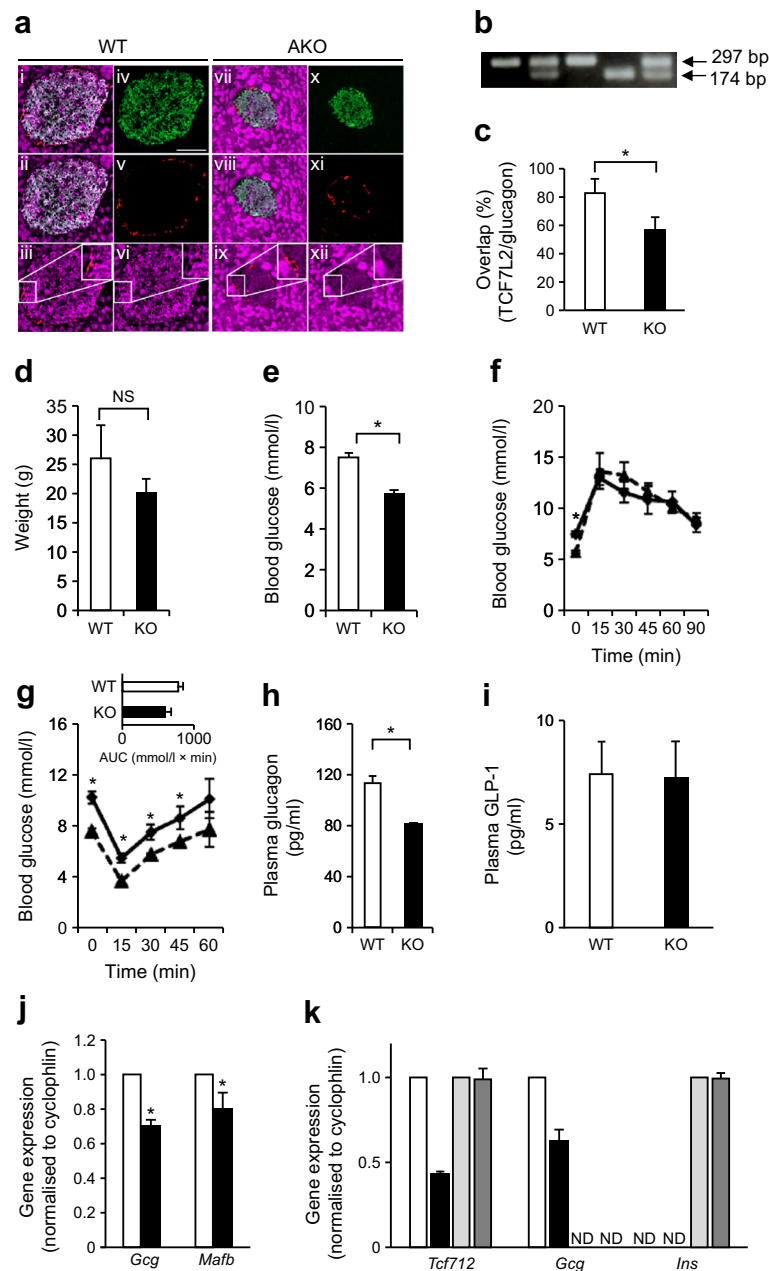 a
WT
AKO
i
iv
vii
x
ii
v
viii
xi
iii
vi
ix
xii
b
297 bp
174 bp
c
Overlap (%)
(TCF7L2/glucagon)
100
80
60
40
20
0
*
WT
KO
d
Weight (g)
35
30
25
20
15
10
5
0
NS
WT
KO
e
Blood glucose (mmol/l)
8
6
4
2
0
*
WT
KO
f
Blood glucose (mmol/l)
20
15
10
5
0
*
0 15 30 45 60 90
Time (min)
g
WT
KO
0 1000
AUC (mmol/l × min)
Blood glucose (mmol/l)
16
12
8
4
0
* * * *
0 15 30 45 60
Time (min)
h
Plasma glucagon
(pg/ml)
160
120
80
40
0
*
WT
KO
i
Plasma GLP-1
(pg/ml)
10
5
0
WT
KO
j
Gene expression
(normalised to cyclophlin)
1.2
1.0
0.8
0.6
0.4
0.2
0
*
*
Gcg
Mafb
k
Gene expression
(normalised to cyclophlin)
1.0
0.5
0
ND ND ND ND
Tcf712
Gcg
Ins